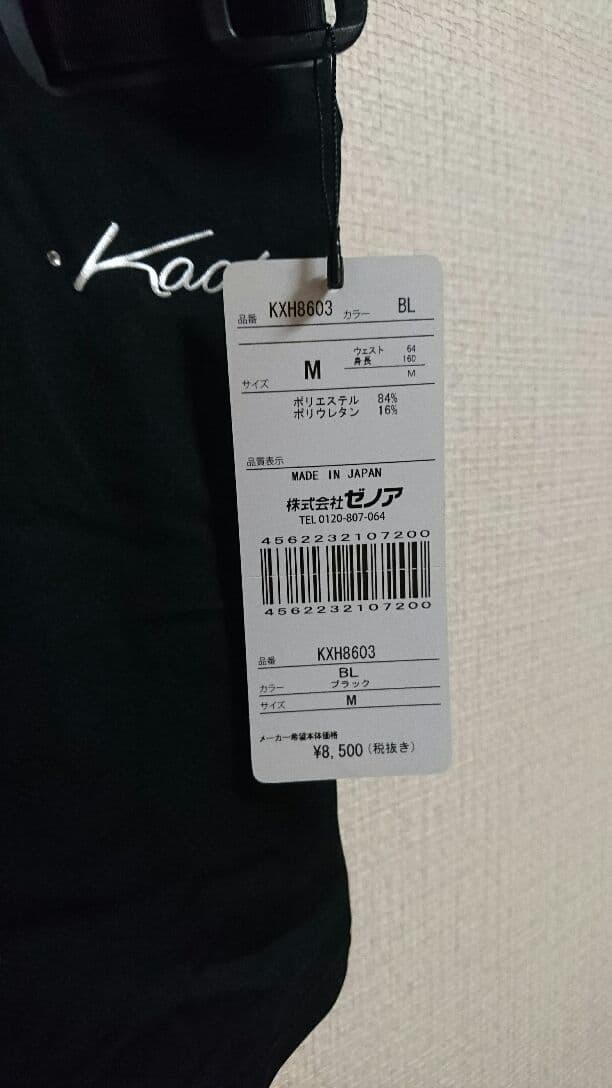 Kad
品番 KXH8603 カラー BL
サイズ M ウェスト 64
身長 160
M
ポリエステル 84%
ポリウレタン 16%
品質表示
MADE IN JAPAN
株式会社ゼノア
TEL 0120-807-064
4562232107200
4562232107200
品番 KXH8603
カラー BL
ブラック
サイズ M
メーカー希望本体価格
¥8,500(税抜き)